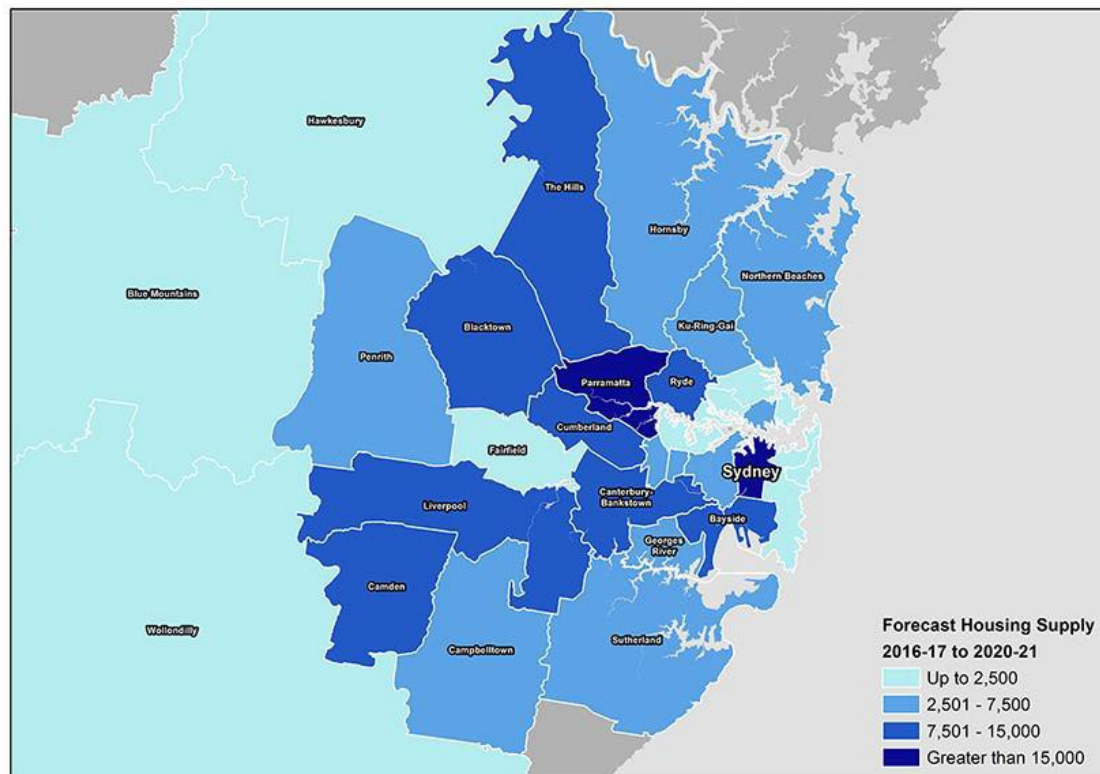 Hawkesbury
The Hills
Hornsby
Northern Beaches
Blue Mountains
Ku-Ring-Gai
Blacktown
Penrith
Parramatta
Ryde
Cumberland
Fairfield
Sydney
Canterbury-
Bankstown
Liverpool
Bayside
Georges
River
Camden
Wollondilly
Sutherland
Campbelltown
Forecast Housing Supply
2016-17 to 2020-21
Up to 2,500
2,501 - 7,500
7,501 - 15,000
Greater than 15,000